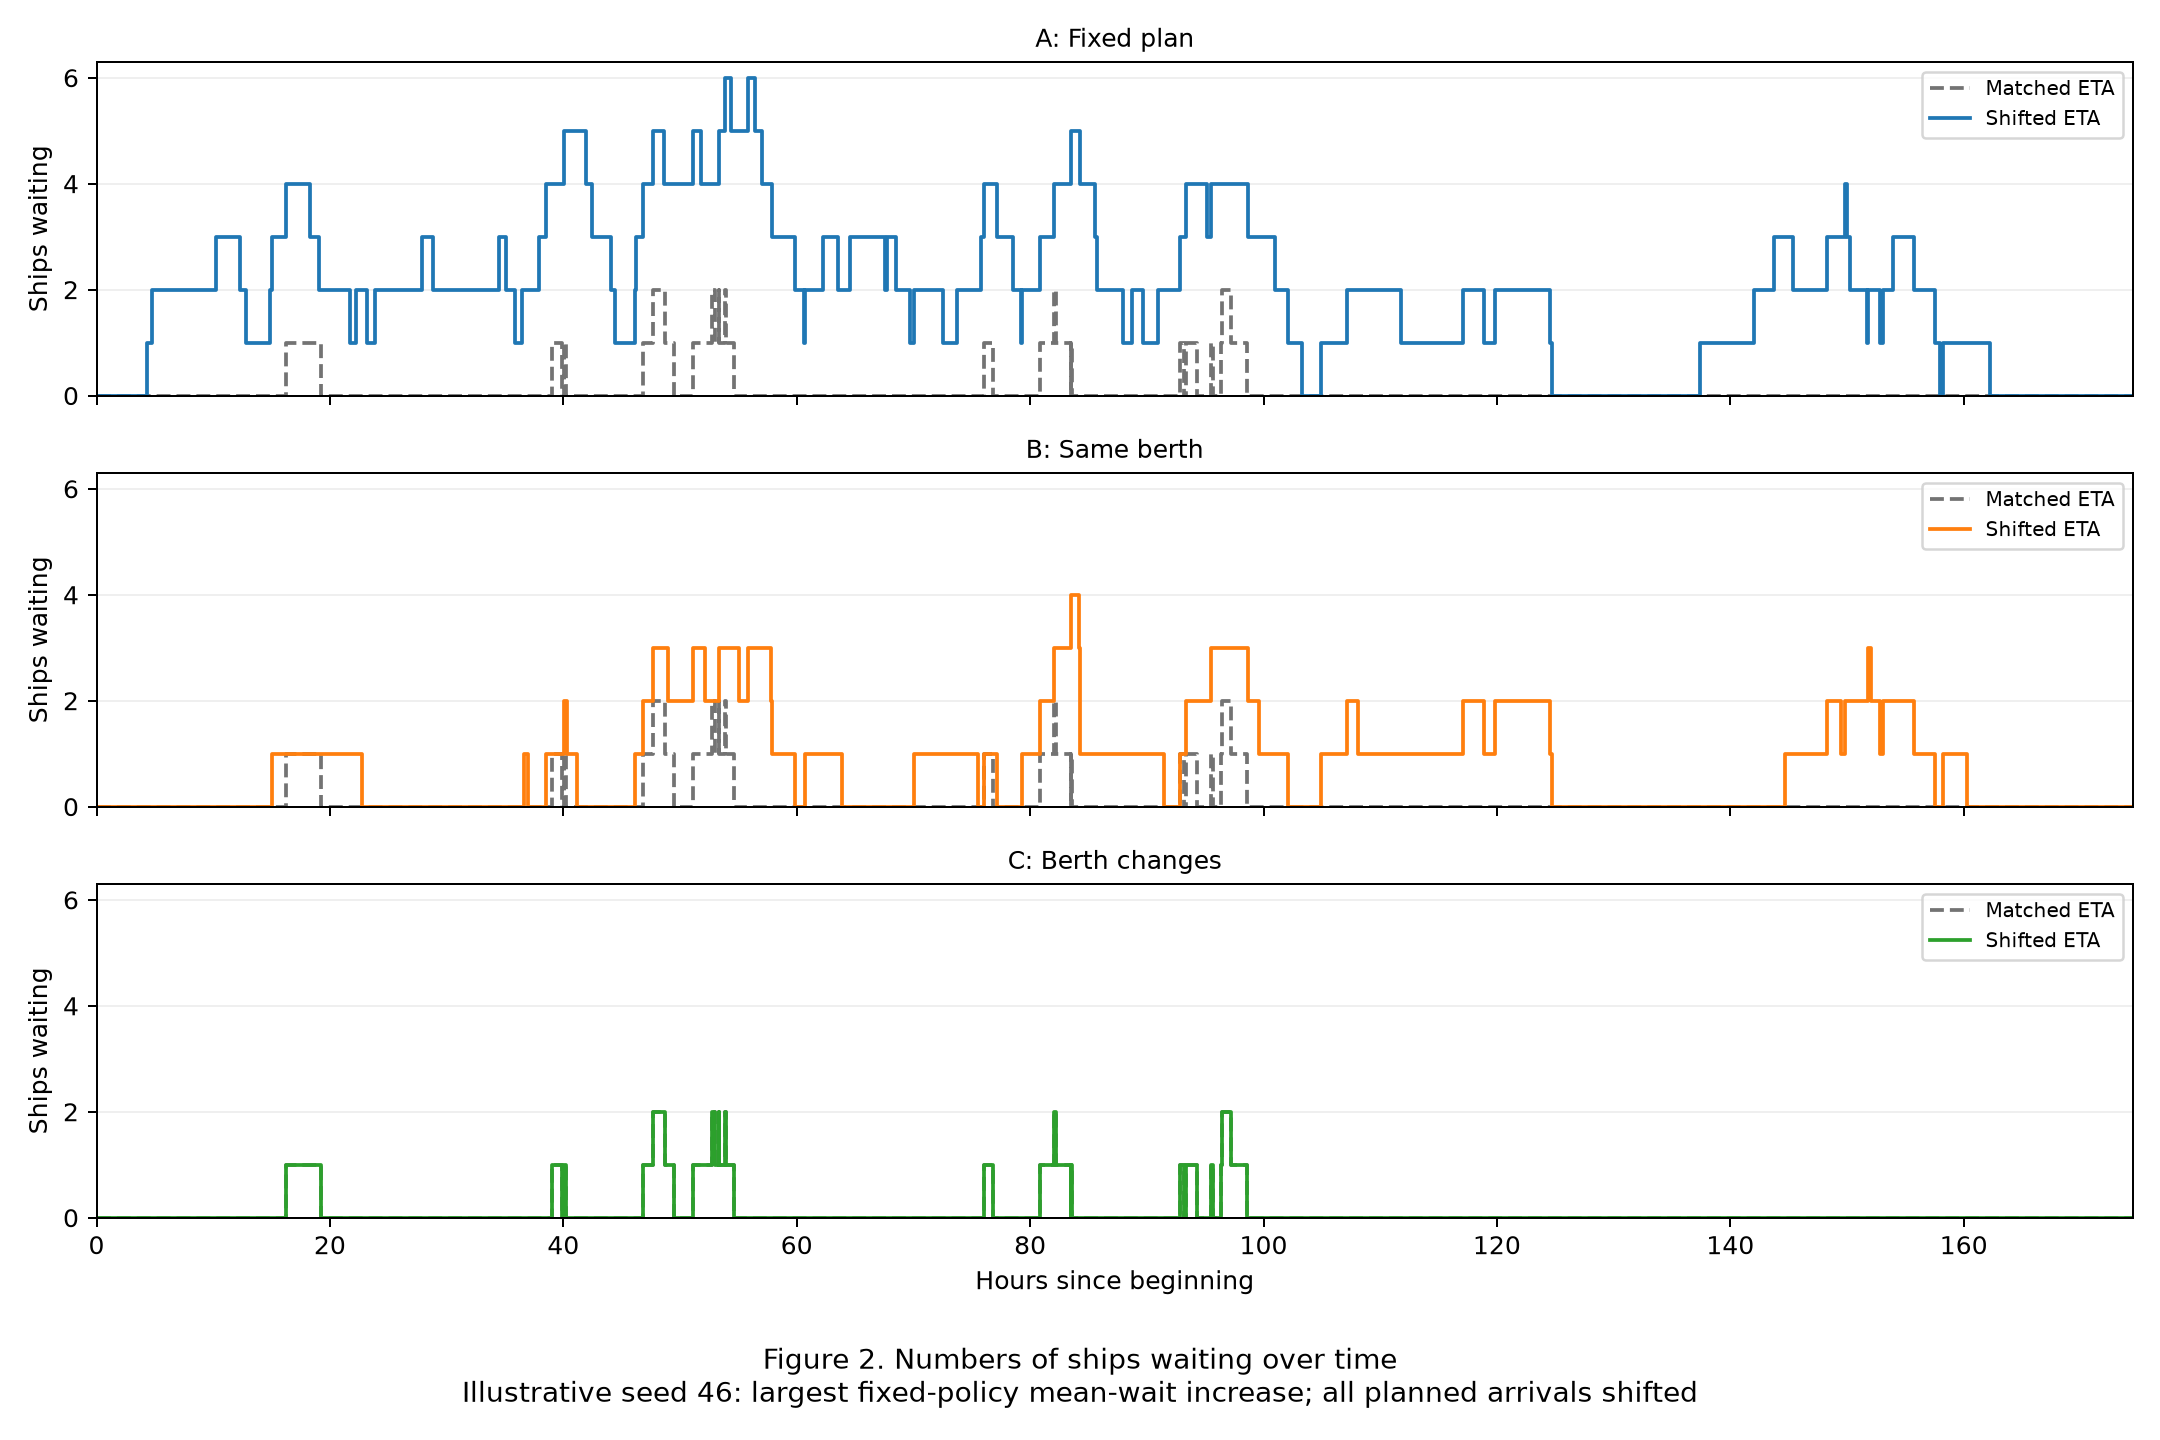 A: Fixed plan
Ships waiting
6
4
2
0
Matched ETA
Shifted ETA
B: Same berth
Ships waiting
6
4
2
0
Matched ETA
Shifted ETA
C: Berth changes
Ships waiting
6
4
2
0
Matched ETA
Shifted ETA
0 20 40 60 80 100 120 140 160
Hours since beginning
Figure 2. Numbers of ships waiting over time
Illustrative seed 46: largest fixed-policy mean-wait increase; all planned arrivals shifted